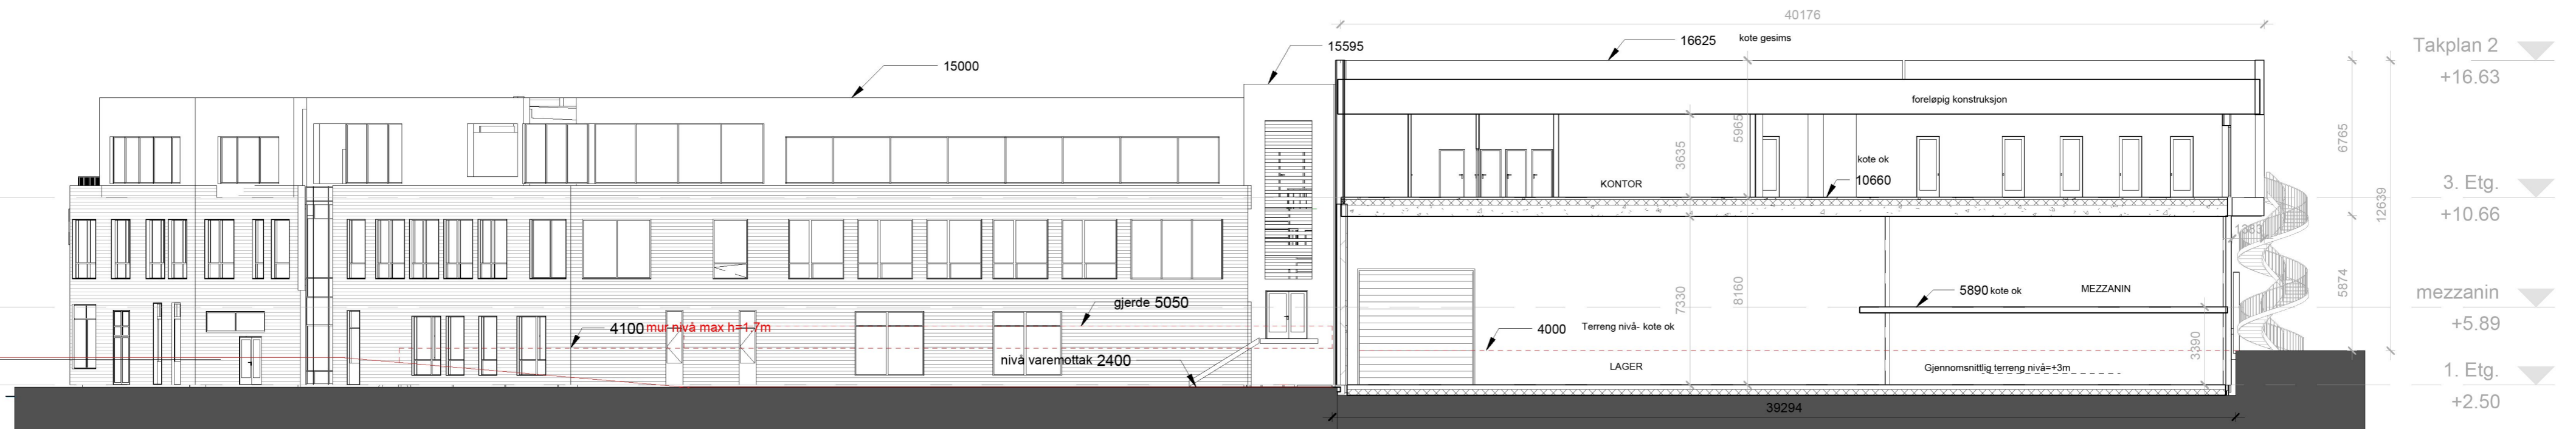 40176
15595
16625 kote gesims
Takplan 2
+16.63
15000
foreløpig konstruksjon
5965
3635
6765
kote ok
10660
KONTOR
3. Etg.
+10.66
12639
1383
gjerde 5050
5890 kote ok
MEZZANIN
7330
8160
5874
mezzanin
+5.89
4100 mur nivå max h=1,7m
4000 Terreng nivå- kote ok
nivå varemottak 2400
3390
LAGER
Gjennomsnittlig terreng nivå=+3m
1. Etg.
+2.50
39294